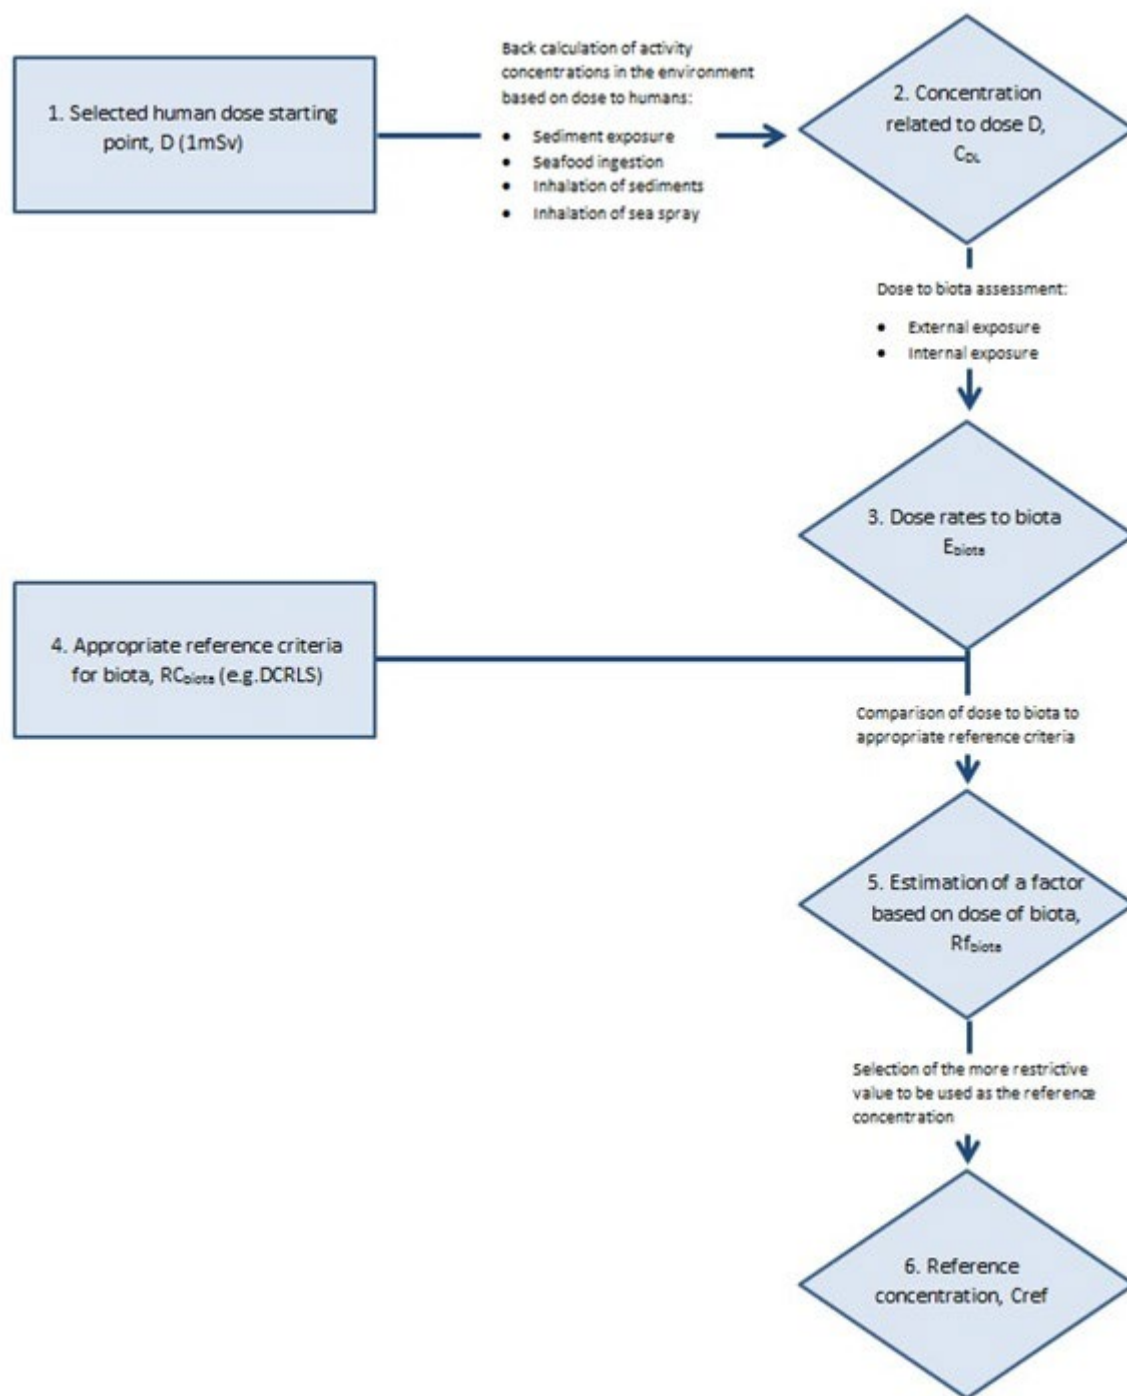 1. Selected human dose starting
point, D (1mSv)
Back calculation of activity
concentrations in the environment
based on dose to humans:
• Sediment exposure
• Seafood ingestion
• Inhalation of sediments
• Inhalation of sea spray
2. Concentration
related to dose D,
CDL
Dose to biota assessment:
• External exposure
• Internal exposure
3. Dose rates to biota
Ebiota
4. Appropriate reference criteria
for biota, RCbiota (e.g.DCRLS)
Comparison of dose to biota to
appropriate reference criteria
5. Estimation of a factor
based on dose of biota,
Rfbiota
Selection of the more restrictive
value to be used as the reference
concentration
6. Reference
concentration, Cref